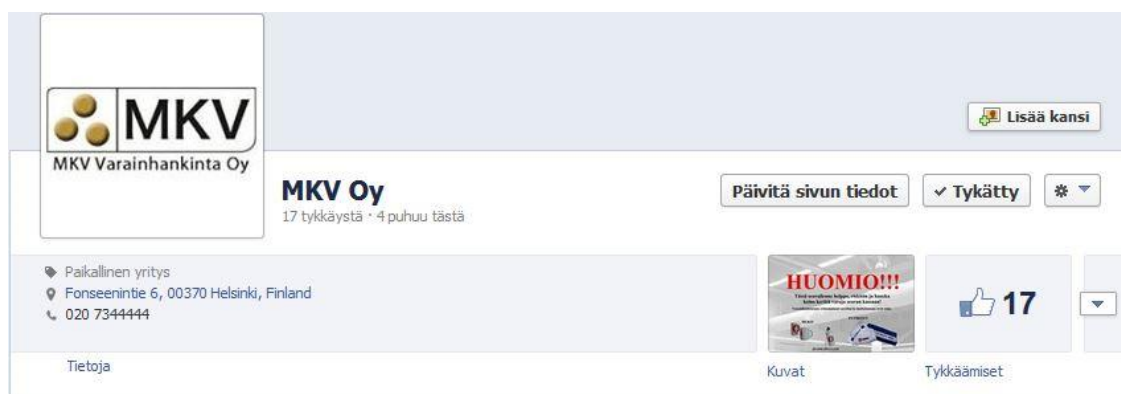 MKV
MKV Varainhankinta Oy
Lisää kansi
MKV Oy
17 tykkäystä · 4 puhuu tästä
Päivitä sivun tiedot
Tykätty
Paikallinen yritys
Fonseenintie 6, 00370 Helsinki, Finland
020 7344444
HUOMIO!!!
17
Tietoja
Kuvat
Tykkäämiset